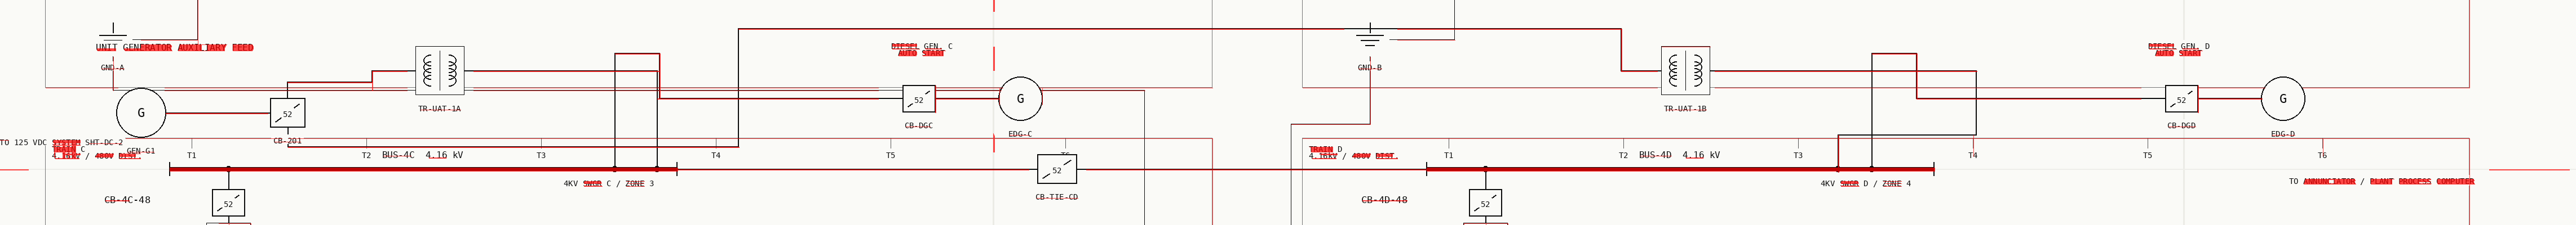 UNIT GENERATOR AUXILIARY FEED
GND-A
G
GEN-G1
52
CB-201
TR-UAT-1A
DIESEL GEN. C
AUTO START
52
CB-DGC
G
EDG-C
GND-B
TR-UAT-1B
DIESEL GEN. D
AUTO START
52
CB-DGD
G
EDG-D
TO 125 VDC SYSTEM SHT-DC-2
TRAIN C
4.16kV / 480V DIST.
T1
T2
BUS-4C 4.16 kV
T3
T4
T5
T6
4KV SWGR C / ZONE 3
52
CB-TIE-CD
CB-4C-48
52
TRAIN D
4.16kV / 480V DIST.
T1
T2
BUS-4D 4.16 kV
T3
T4
T5
T6
4KV SWGR D / ZONE 4
TO ANNUNCIATOR / PLANT PROCESS COMPUTER
CB-4D-48
52